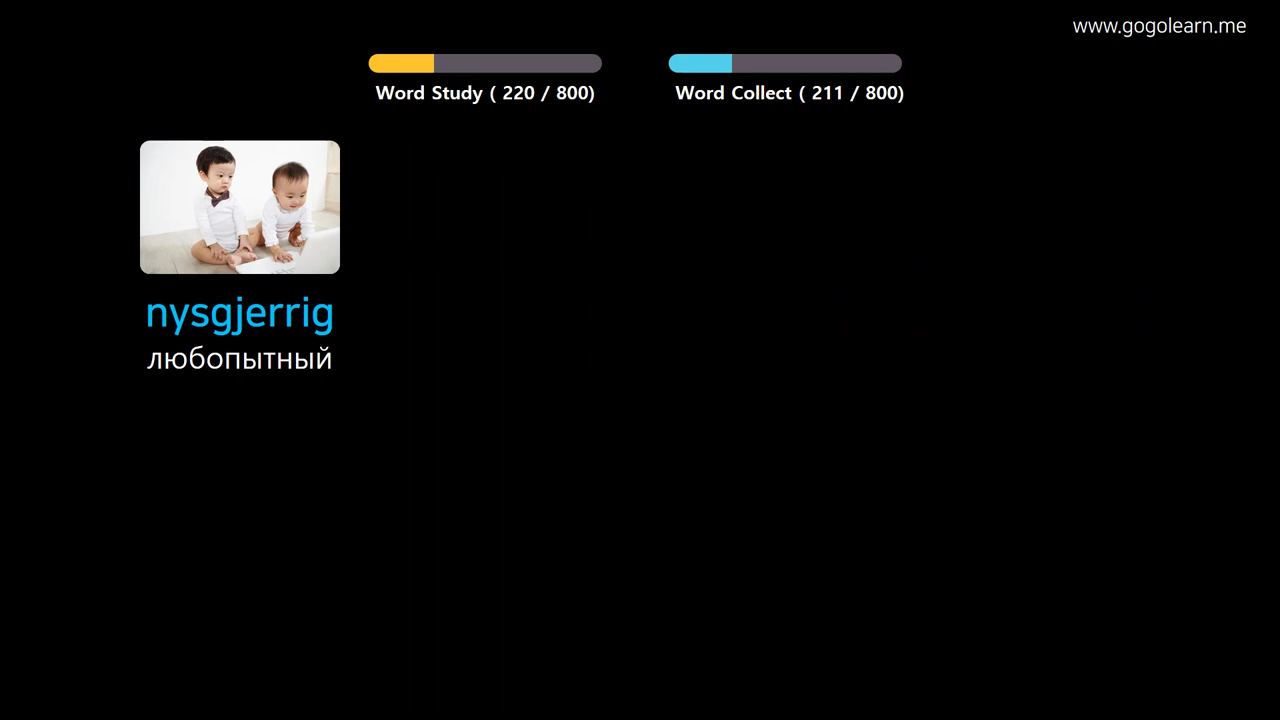 www.gogolearn.me
Word Study ( 220 / 800)
Word Collect ( 211 / 800)
nysgjerrig
любопытный